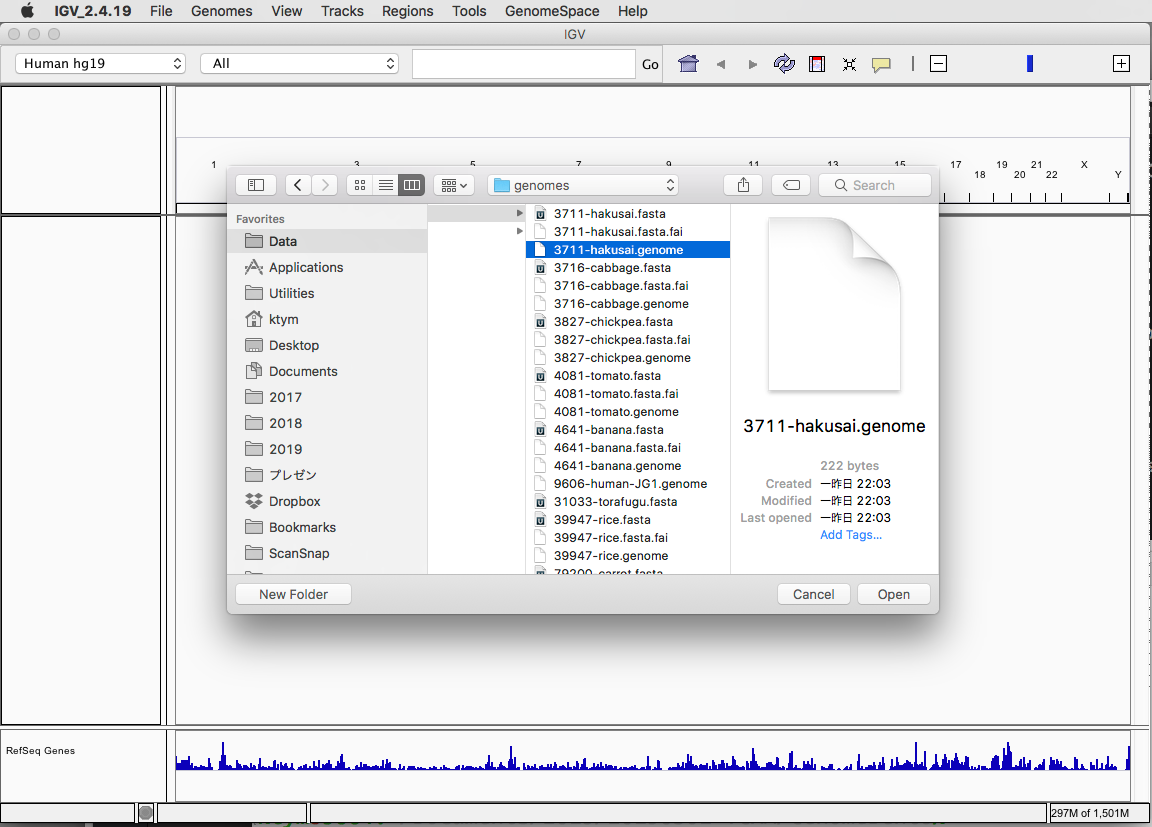 IGV_2.4.19 File Genomes View Tracks Regions Tools GenomeSpace Help
IGV
Human hg19 All Go
1 3 5 7 9 11 13 15 17 19 21 X
18 20 22 Y
genomes Search
Favorites
Data
Applications
Utilities
ktym
Desktop
Documents
2017
2018
2019
プレゼン
Dropbox
Bookmarks
ScanSnap
3711-hakusai.fasta
3711-hakusai.fasta.fai
3711-hakusai.genome
3716-cabbage.fasta
3716-cabbage.fasta.fai
3716-cabbage.genome
3827-chickpea.fasta
3827-chickpea.fasta.fai
3827-chickpea.genome
4081-tomato.fasta
4081-tomato.fasta.fai
4081-tomato.genome
4641-banana.fasta
4641-banana.fasta.fai
4641-banana.genome
9606-human-JG1.genome
31033-torafugu.fasta
39947-rice.fasta
39947-rice.fasta.fai
39947-rice.genome
79200-carrot.fasta
3711-hakusai.genome
222 bytes
Created 一昨日 22:03
Modified 一昨日 22:03
Last opened 一昨日 22:03
Add Tags...
New Folder Cancel Open
RefSeq Genes
297M of 1,501M